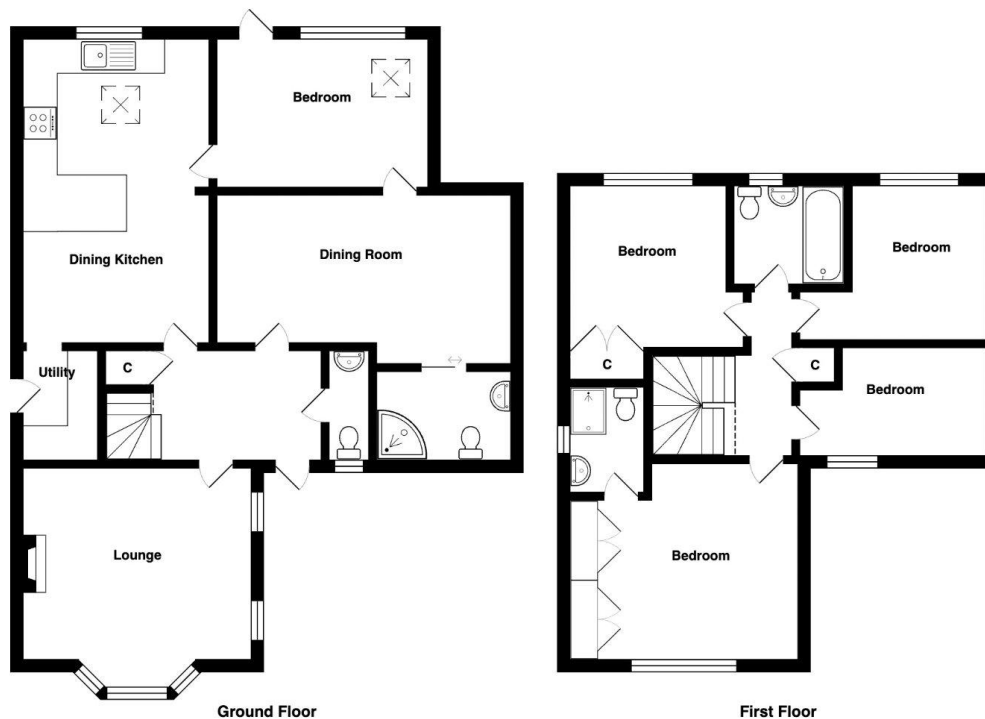 Bedroom
Dining Kitchen
Dining Room
Utility
C
Lounge
Ground Floor
Bedroom
Bedroom
C
C
Bedroom
Bedroom
First Floor